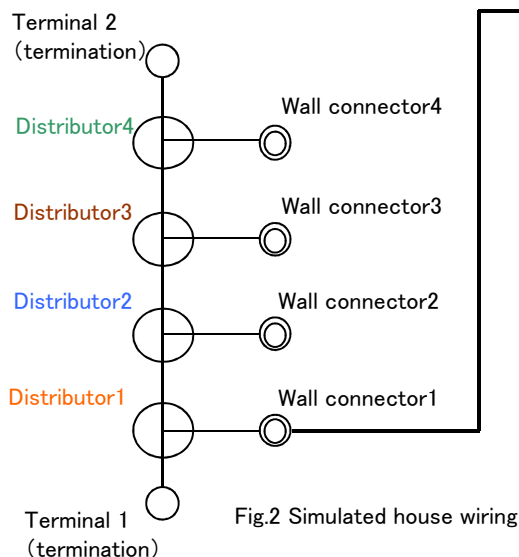 Terminal 2
(termination)
Wall connector4
Distributor4
Wall connector3
Distributor3
Wall connector2
Distributor2
Wall connector1
Distributor1
Terminal 1
(termination)
Fig.2 Simulated house wiring